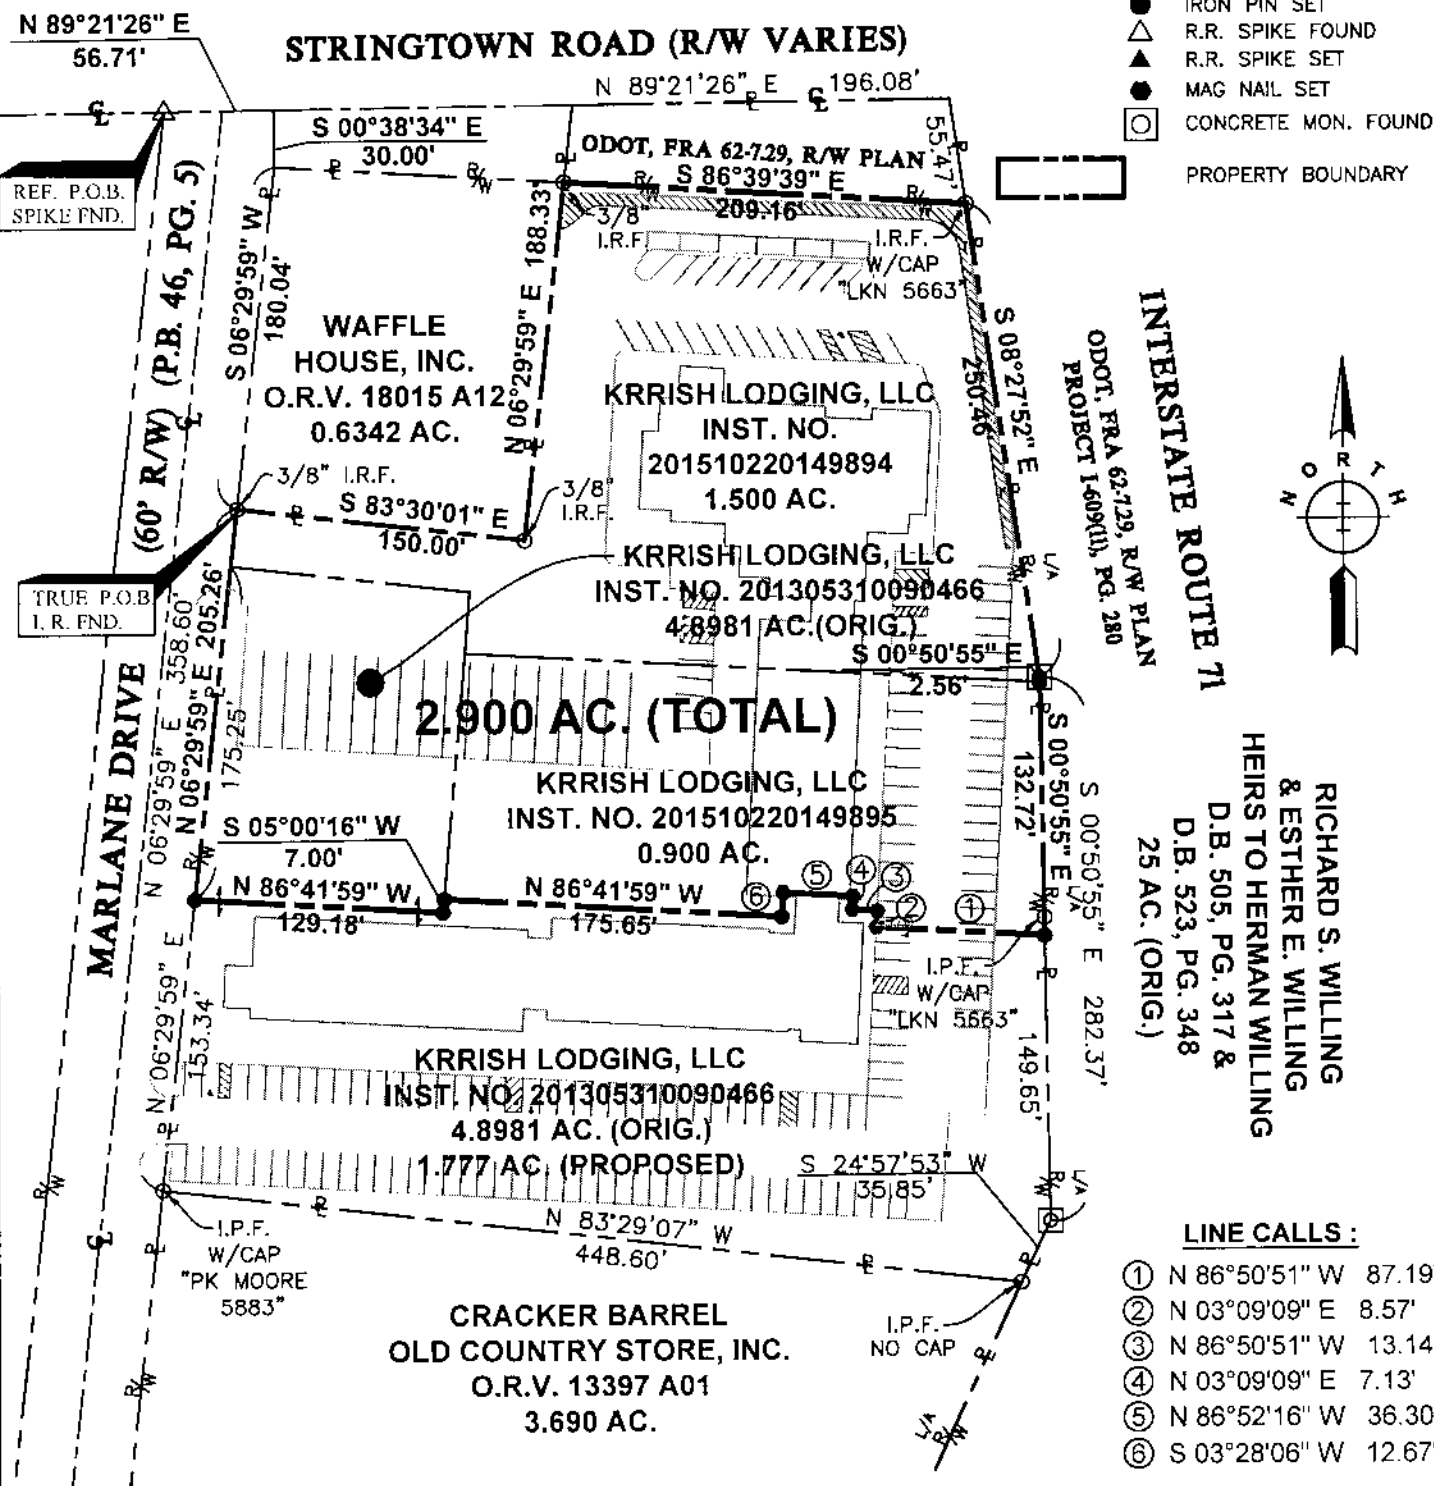 IRON PIN SET
R.R. SPIKE FOUND
R.R. SPIKE SET
MAG NAIL SET
CONCRETE MON. FOUND
PROPERTY BOUNDARY
N 89°21'26" E
56.71'
STRINGTOWN ROAD (R/W VARIES)
N 89°21'26" E 196.08'
S 00°38'34" E
30.00'
ODOT, FRA 62-7.29, R/W PLAN
S 86°39'39" E
209.16'
55.47'
REF. P.O.B.
SPIKE FND.
(60' R/W) (P.B. 46, PG. 5)
S 06°29'59" W
180.04'
N 06°29'59" E 188.33'
3/8"
I.R.F.
I.R.F.
W/CAP
"LKN 5663"
WAFFLE
HOUSE, INC.
O.R.V. 18015 A12
0.6342 AC.
S 08°27'52" E
250.46'
INTERSTATE ROUTE 71
ODOT, FRA 62-7.29, R/W PLAN
PROJECT I-609(11), PG. 280
KRRISH LODGING, LLC
INST. NO.
201510220149894
1.500 AC.
NORTH
3/8" I.R.F.
S 83°30'01" E
150.00'
3/8"
I.R.F.
KRRISH LODGING, LLC
INST. NO. 201305310090466
4.8981 AC.(ORIG.)
TRUE P.O.B.
I. R. FND.
S 00°50'55" E
2.56'
L/A
R/W
MARLANE DRIVE
N 06°29'59" E 358.60'
N 06°29'59" E 205.26'
175.25'
2.900 AC. (TOTAL)
KRRISH LODGING, LLC
INST. NO. 201510220149895
0.900 AC.
S 00°50'55" E
132.72'
S 00°50'55" E 282.37'
RICHARD S. WILLING
& ESTHER E. WILLING
HEIRS TO HERMAN WILLING
D.B. 505, PG. 317 &
D.B. 523, PG. 348
25 AC. (ORIG.)
S 05°00'16" W
7.00'
N 86°41'59" W
129.18'
N 86°41'59" W
175.65'
6 5 4 3 2 1
I.P.F.
W/CAP
"LKN 5663"
N 06°29'59" E
153.34'
149.65'
KRRISH LODGING, LLC
INST. NO. 201305310090466
4.8981 AC. (ORIG.)
1.777 AC. (PROPOSED)
S 24°57'53" W
35.85'
N 83°29'07" W
448.60'
I.P.F.
W/CAP
"PK MOORE
5883"
I.P.F.
NO CAP
CRACKER BARREL
OLD COUNTRY STORE, INC.
O.R.V. 13397 A01
3.690 AC.
LINE CALLS :
1 N 86°50'51" W 87.19
2 N 03°09'09" E 8.57'
3 N 86°50'51" W 13.14
4 N 03°09'09" E 7.13'
5 N 86°52'16" W 36.30
6 S 03°28'06" W 12.67'